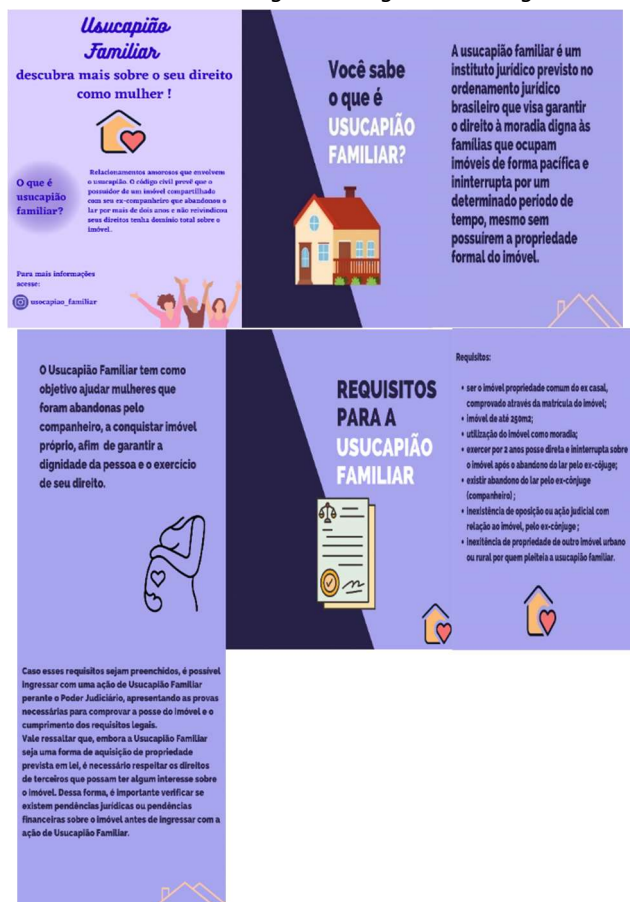 Usucapião
Familiar
descubra mais sobre o seu direito
como mulher !
O que é
usucapião
familiar?
Relacionamentos amorosos que envolvem
o usucapião. O código civil prevê que o
possuidor de um imóvel compartilhado
com seu ex-companheiro que abandonou o
lar por mais de dois anos e não reivindicou
seus direitos tenha domínio total sobre o
imóvel.
Para mais informações
acesse:
usocapiao_familiar
Você sabe
o que é
USUCAPIÃO
FAMILIAR?
A usucapião familiar é um
instituto jurídico previsto no
ordenamento jurídico
brasileiro que visa garantir
o direito à moradia digna às
famílias que ocupam
imóveis de forma pacífica e
ininterrupta por um
determinado período de
tempo, mesmo sem
possuírem a propriedade
formal do imóvel.
O Usucapião Familiar tem como
objetivo ajudar mulheres que
foram abandonas pelo
companheiro, a conquistar imóvel
próprio, afim de garantir a
dignidade da pessoa e o exercício
de seu direito.
REQUISITOS
PARA A
USUCAPIÃO
FAMILIAR
Requisitos:
• ser o imóvel propriedade comum do ex casal,
comprovado através da matrícula do imóvel;
• imóvel de até 250m2;
• utilização do imóvel como moradia;
• exercer por 2 anos posse direta e ininterrupta sobre
o imóvel após o abandono do lar pelo ex-cójuge;
• existir abandono do lar pelo ex-cônjuge
(companheiro) ;
• inexistência de oposição ou ação judicial com
relação ao imóvel, pelo ex-cônjuge ;
• inexitência de propriedade de outro imóvel urbano
ou rural por quem pleiteia a usucapião familiar.
Caso esses requisitos sejam preenchidos, é possível
ingressar com uma ação de Usucapião Familiar
perante o Poder Judiciário, apresentando as provas
necessárias para comprovar a posse do imóvel e o
cumprimento dos requisitos legais.
Vale ressaltar que, embora a Usucapião Familiar
seja uma forma de aquisição de propriedade
prevista em lei, é necessário respeitar os direitos
de terceiros que possam ter algum interesse sobre
o imóvel. Dessa forma, é importante verificar se
existem pendências jurídicas ou pendências
financeiras sobre o imóvel antes de ingressar com a
ação de Usucapião Familiar.